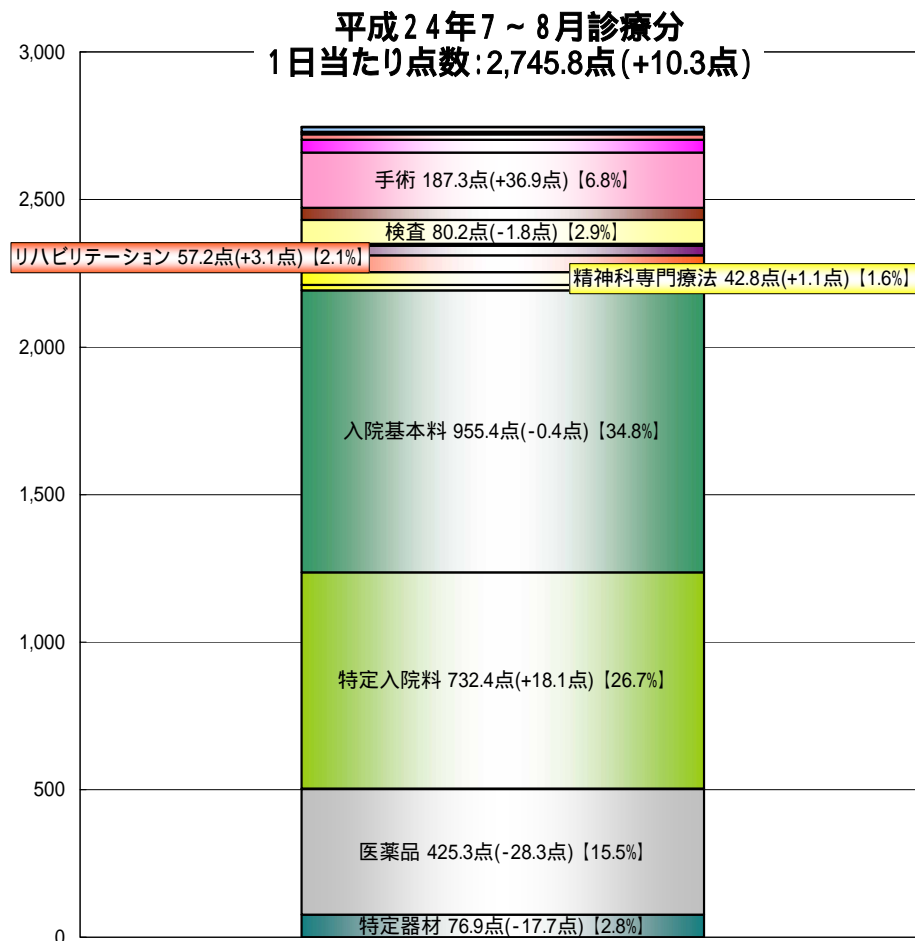 平成24年7～8月診療分
1日当たり点数:2,745.8点(+10.3点)
3,000
2,500
2,000
1,500
1,000
500
0
手術 187.3点(+36.9点)【6.8%】
検査 80.2点(-1.8点)【2.9%】
リハビリテーション 57.2点(+3.1点)【2.1%】
精神科専門療法 42.8点(+1.1点)【1.6%】
入院基本料 955.4点(-0.4点)【34.8%】
特定入院料 732.4点(+18.1点)【26.7%】
医薬品 425.3点(-28.3点)【15.5%】
特定器材 76.9点(-17.7点)【2.8%】